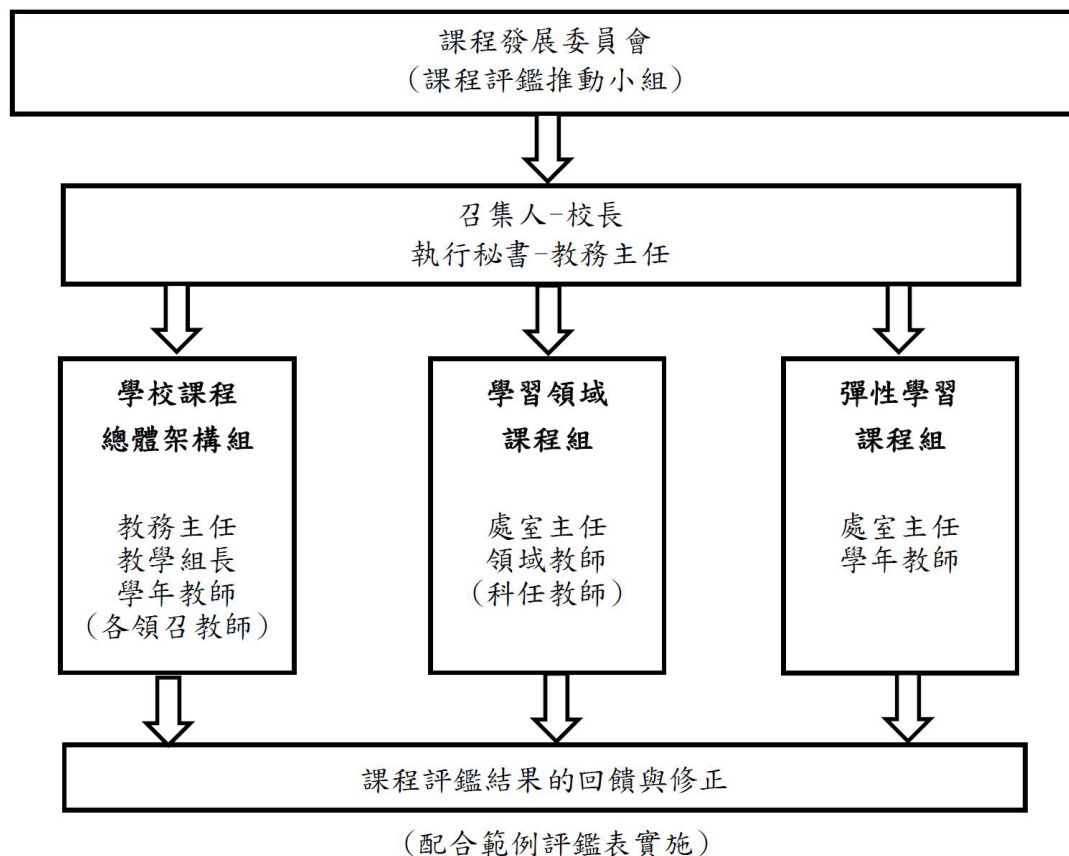 課程發展委員會
（課程評鑑推動小組）
召集人-校長
執行秘書-教務主任
學校課程
總體架構組
教務主任
教學組長
學年教師
（各領召教師）
學習領域
課程組
處室主任
領域教師
（科任教師）
彈性學習
課程組
處室主任
學年教師
課程評鑑結果的回饋與修正
（配合範例評鑑表實施）